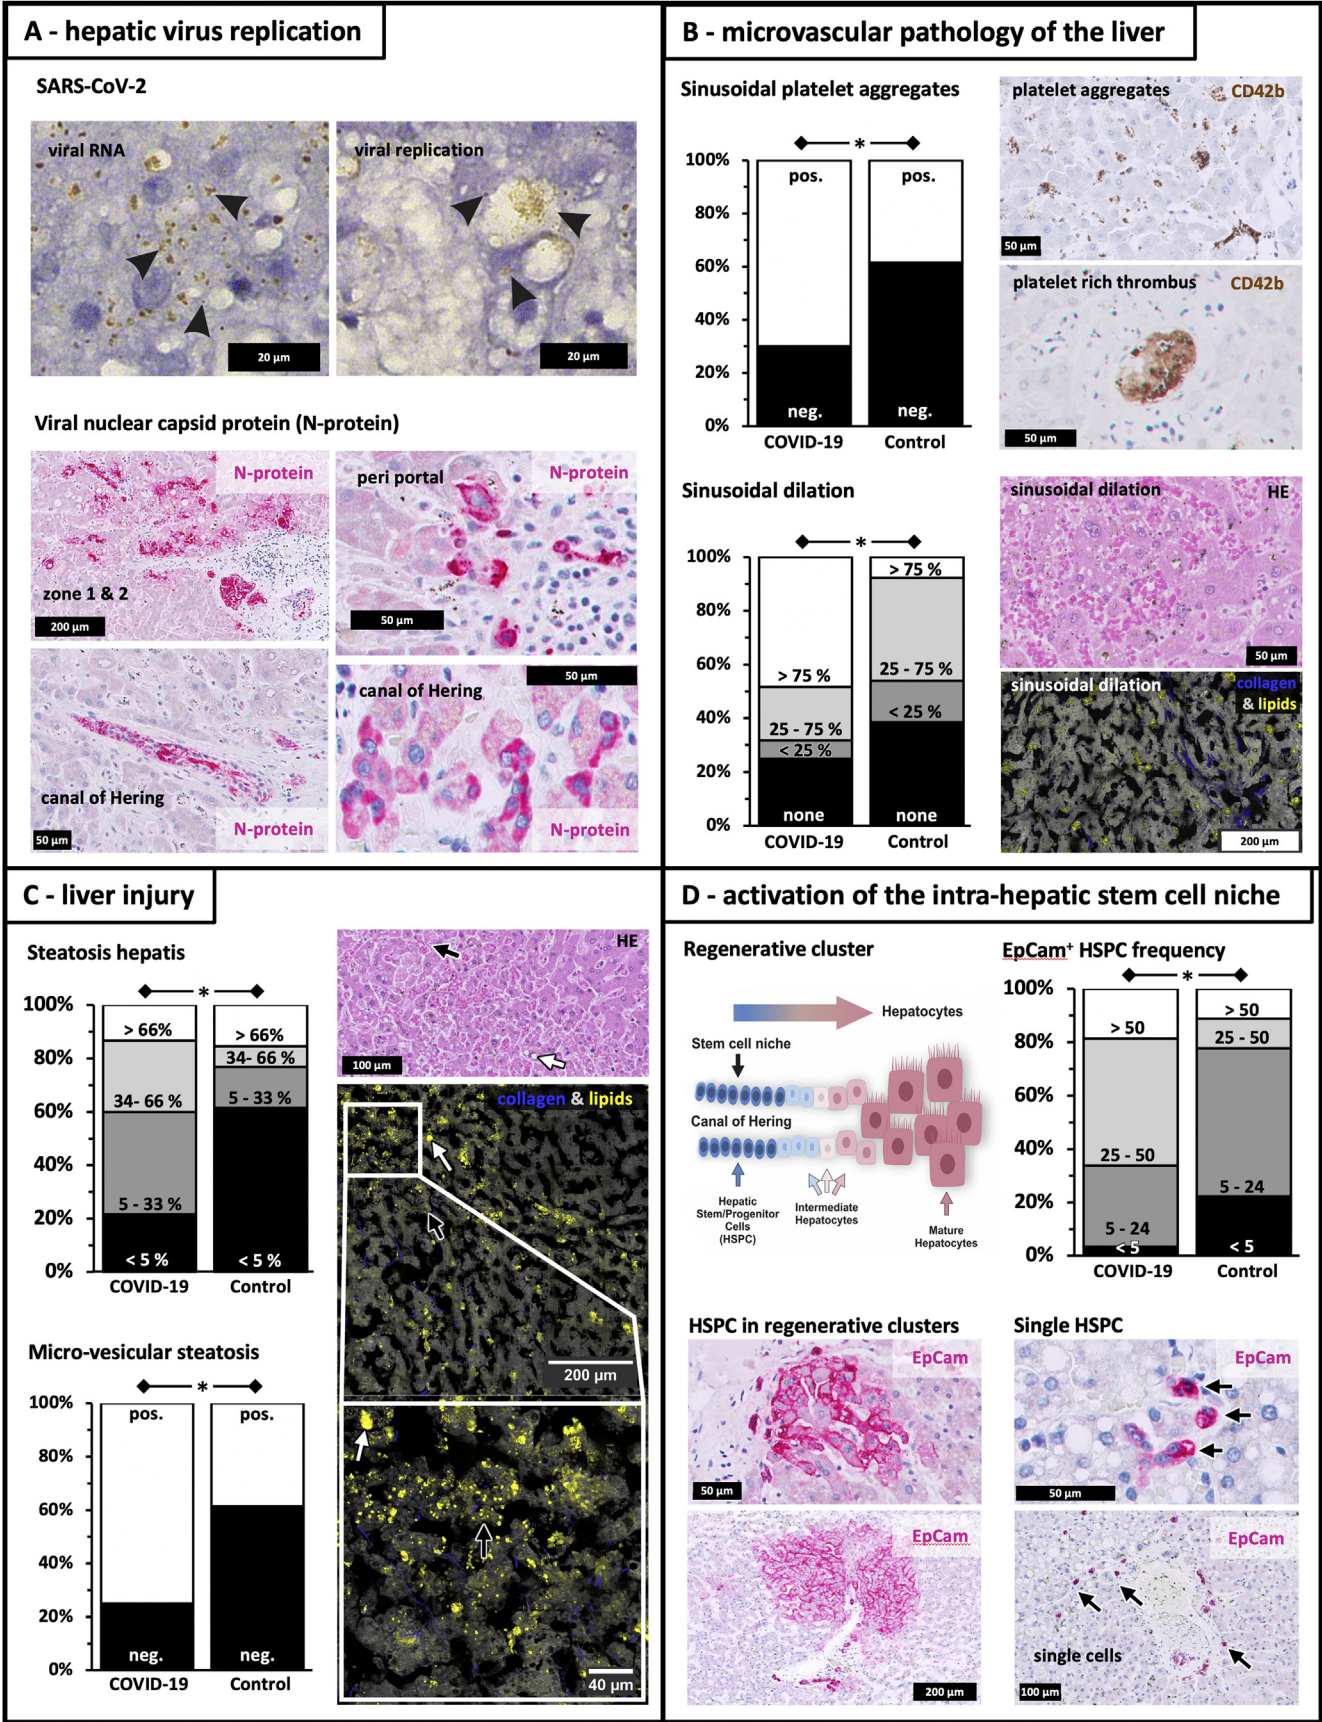 A - hepatic virus replication
SARS-CoV-2
viral RNA
20 µm
viral replication
20 µm
Viral nuclear capsid protein (N-protein)
N-protein
zone 1 & 2
200 µm
peri portal
N-protein
50 µm
canal of Hering
50 µm
N-protein
50 µm
canal of Hering
N-protein
B - microvascular pathology of the liver
Sinusoidal platelet aggregates
*
100%
80%
60%
40%
20%
0%
pos.
pos.
neg.
neg.
COVID-19
Control
platelet aggregates
CD42b
50 µm
platelet rich thrombus
CD42b
50 µm
Sinusoidal dilation
*
100%
80%
60%
40%
20%
0%
> 75 %
25 - 75 %
< 25 %
none
> 75 %
25 - 75 %
< 25 %
none
COVID-19
Control
sinusoidal dilation
HE
50 µm
sinusoidal dilation
collagen
& lipids
200 µm
C - liver injury
Steatosis hepatis
*
100%
80%
60%
40%
20%
0%
> 66%
34- 66 %
5 - 33 %
< 5 %
> 66%
34- 66 %
5 - 33 %
< 5 %
COVID-19
Control
Micro-vesicular steatosis
*
100%
80%
60%
40%
20%
0%
pos.
pos.
neg.
neg.
COVID-19
Control
HE
100 µm
collagen & lipids
200 µm
40 µm
D - activation of the intra-hepatic stem cell niche
Regenerative cluster
Hepatocytes
Stem cell niche
Canal of Hering
Hepatic
Stem/Progenitor
Cells
(HSPC)
Intermediate
Hepatocytes
Mature
Hepatocytes
EpCam+ HSPC frequency
*
100%
80%
60%
40%
20%
0%
> 50
25 - 50
5 - 24
< 5
> 50
25 - 50
5 - 24
< 5
COVID-19
Control
HSPC in regenerative clusters
EpCam
50 µm
EpCam
200 µm
Single HSPC
EpCam
50 µm
EpCam
single cells
100 µm